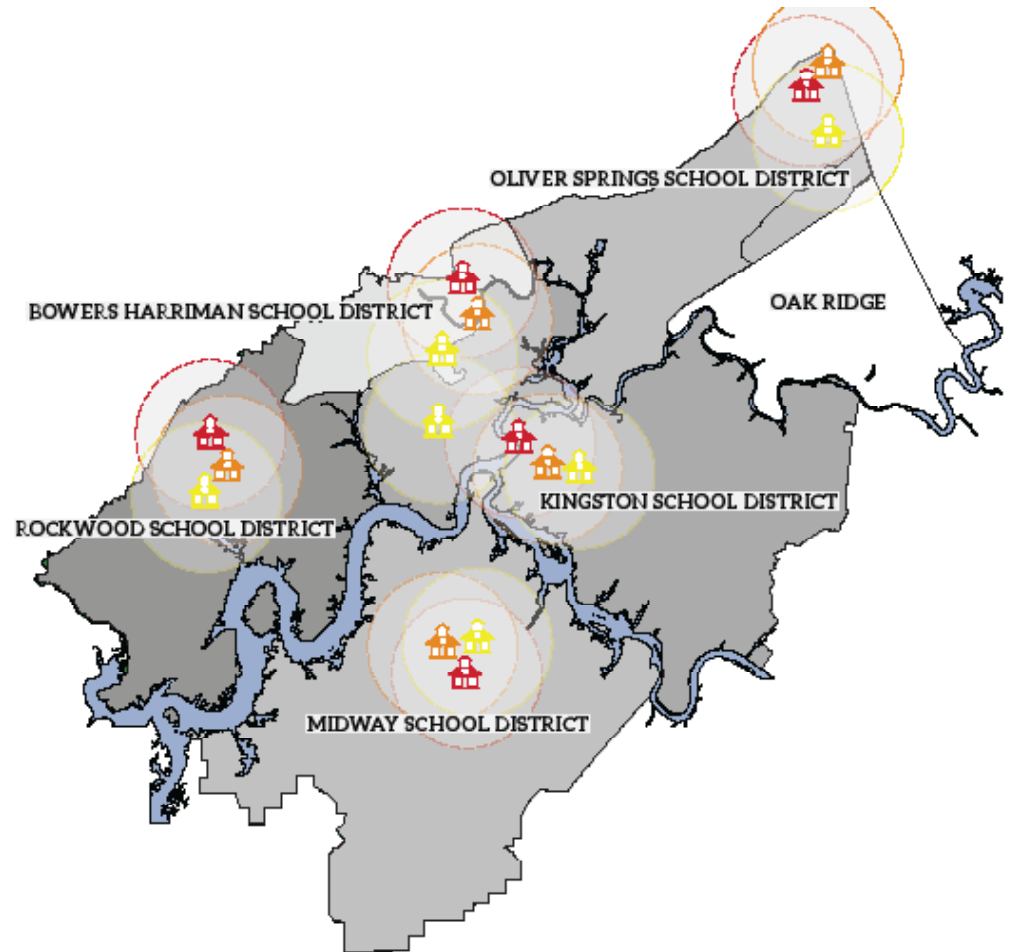 OLIVER SPRINGS SCHOOL DISTRICT
OAK RIDGE
BOWERS HARRIMAN SCHOOL DISTRICT
KINGSTON SCHOOL DISTRICT
ROCKWOOD SCHOOL DISTRICT
MIDWAY SCHOOL DISTRICT